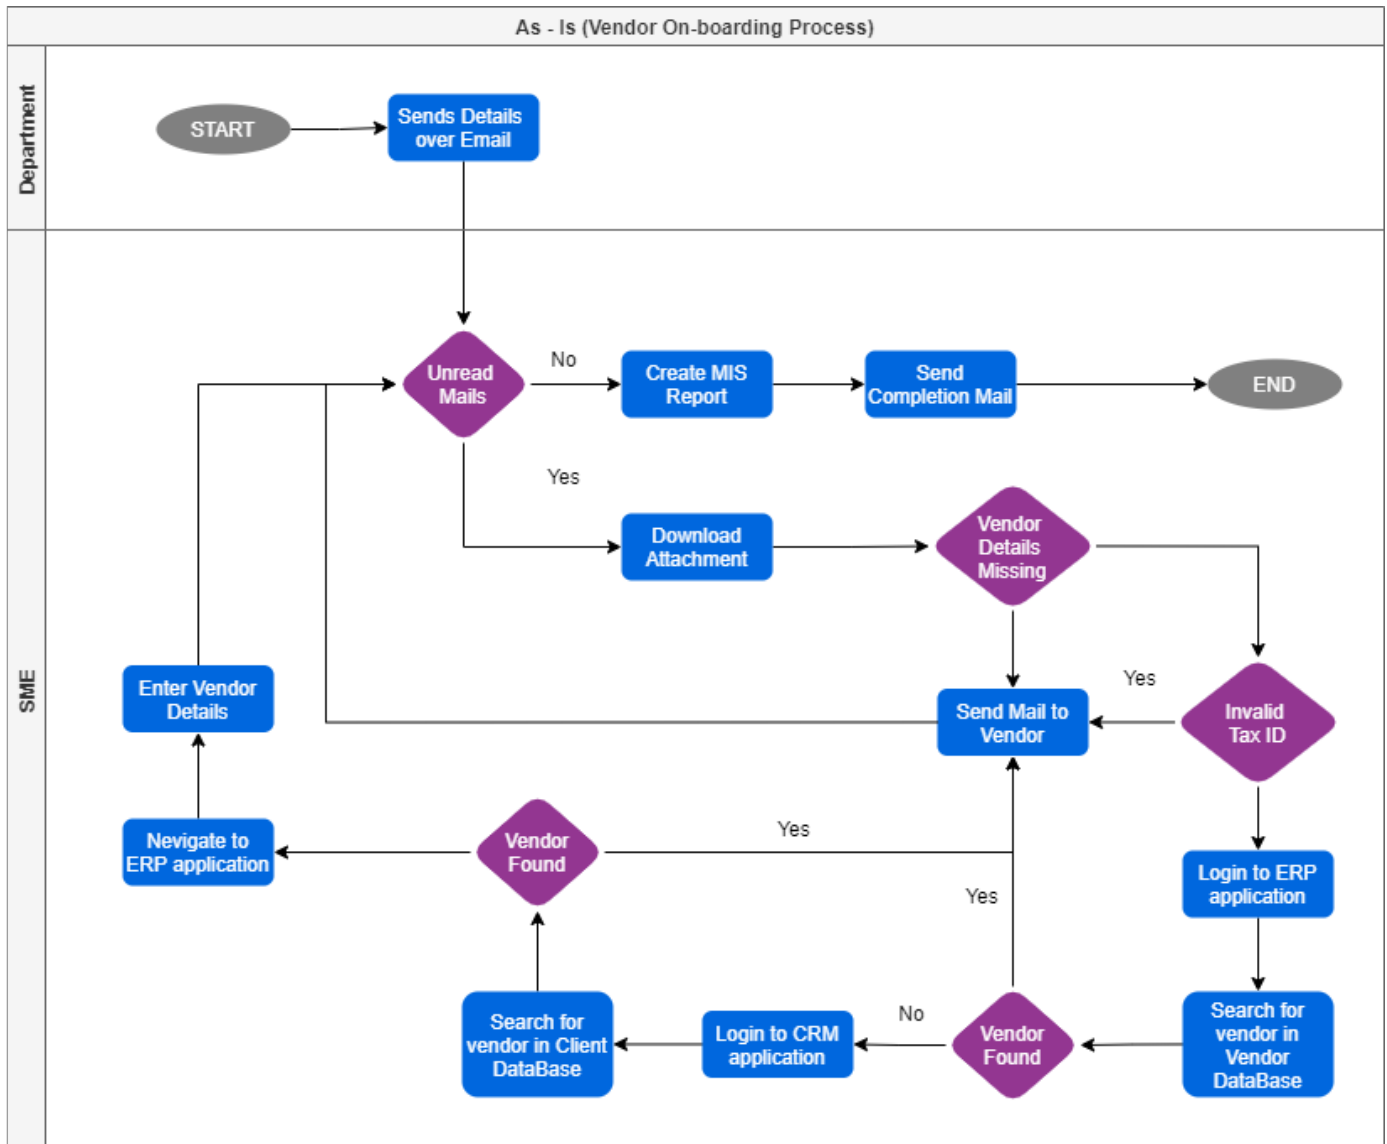 As - Is (Vendor On-boarding Process)
Department
START
Sends Details
over Email
SME
Unread
Mails
No
Create MIS
Report
Send
Completion Mail
END
Yes
Download
Attachment
Vendor
Details
Missing
Enter Vendor
Details
Send Mail to
Vendor
Yes
Invalid
Tax ID
Nevigate to
ERP application
Vendor
Found
Yes
Yes
Login to ERP
application
Search for
vendor in Client
DataBase
Login to CRM
application
No
Vendor
Found
Search for
vendor in
Vendor
DataBase